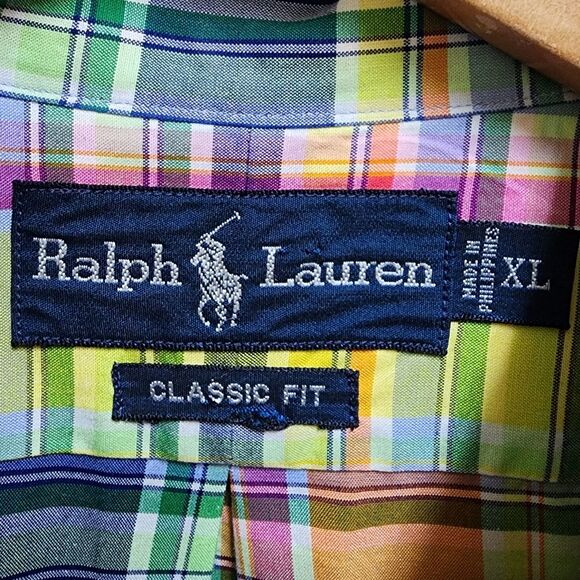 Ralph Lauren
MADE IN
PHILIPPINES
XL
CLASSIC FIT